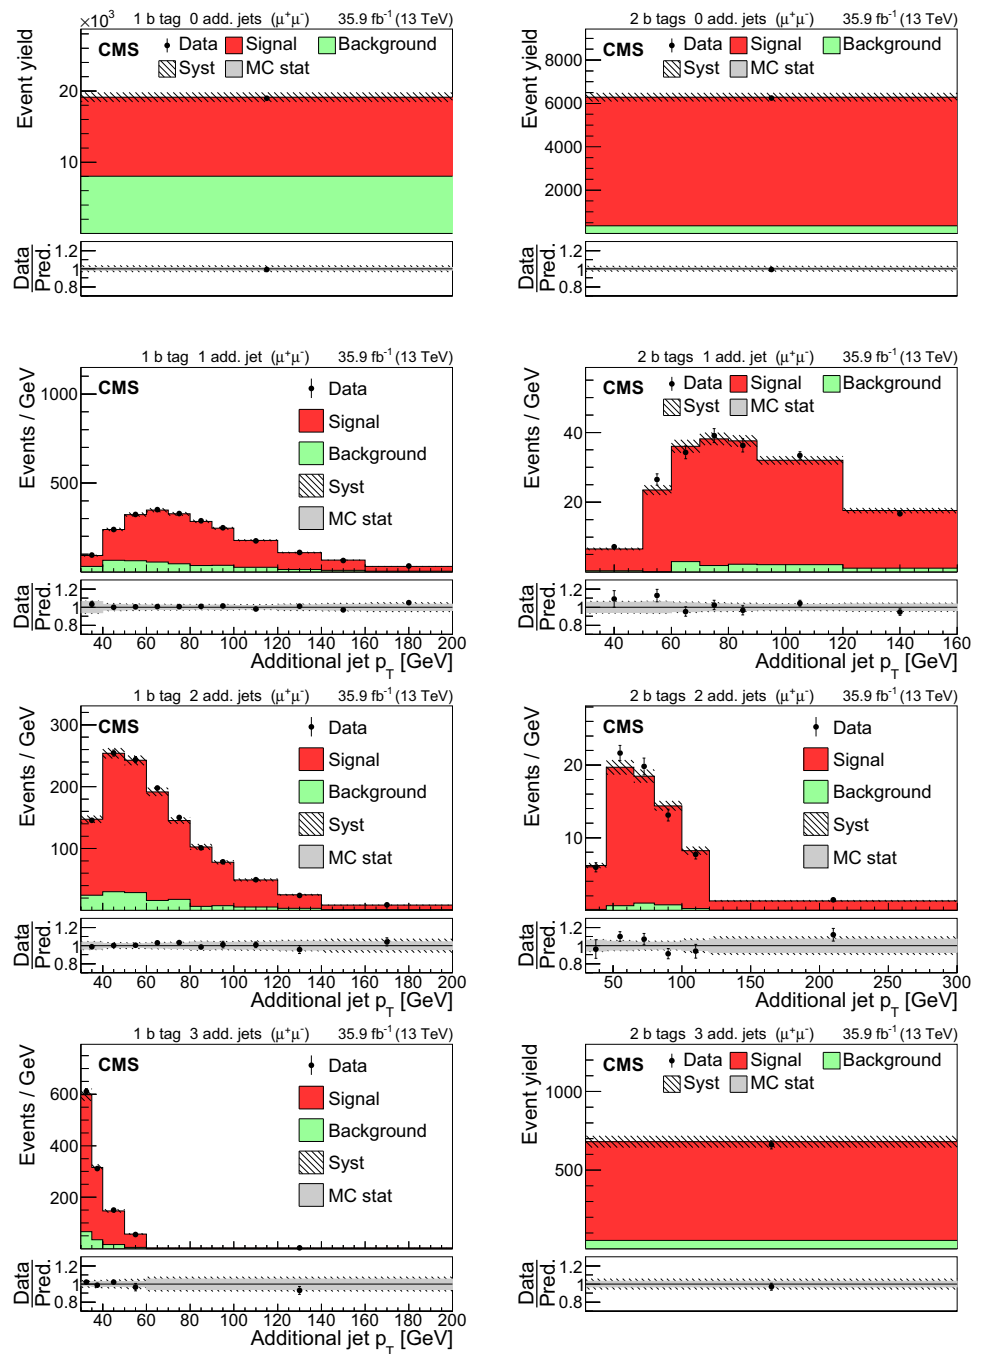 1 b tag 0 add. jets (μ⁺μ⁻) 35.9 fb⁻¹ (13 TeV)
×10³
Event yield
CMS
Data Signal Background
Syst MC stat
20
10
Data
Pred.
1.2
1
0.8
2 b tags 0 add. jets (μ⁺μ⁻) 35.9 fb⁻¹ (13 TeV)
Event yield
CMS
Data Signal Background
Syst MC stat
8000
6000
4000
2000
Data
Pred.
1.2
1
0.8
1 b tag 1 add. jet (μ⁺μ⁻) 35.9 fb⁻¹ (13 TeV)
Events / GeV
CMS
Data
Signal
Background
Syst
MC stat
1000
500
Data
Pred.
1.2
1
0.8
40 60 80 100 120 140 160 180 200
Additional jet p_T [GeV]
2 b tags 1 add. jet (μ⁺μ⁻) 35.9 fb⁻¹ (13 TeV)
Events / GeV
CMS
Data Signal Background
Syst MC stat
40
20
Data
Pred.
1.2
1
0.8
40 60 80 100 120 140 160
Additional jet p_T [GeV]
1 b tag 2 add. jets (μ⁺μ⁻) 35.9 fb⁻¹ (13 TeV)
Events / GeV
CMS
Data
Signal
Background
Syst
MC stat
300
200
100
Data
Pred.
1.2
1
0.8
40 60 80 100 120 140 160 180 200
Additional jet p_T [GeV]
2 b tags 2 add. jets (μ⁺μ⁻) 35.9 fb⁻¹ (13 TeV)
Events / GeV
CMS
Data
Signal
Background
Syst
MC stat
20
10
Data
Pred.
1.2
1
0.8
50 100 150 200 250 300
Additional jet p_T [GeV]
1 b tag 3 add. jets (μ⁺μ⁻) 35.9 fb⁻¹ (13 TeV)
Events / GeV
CMS
Data
Signal
Background
Syst
MC stat
600
400
200
Data
Pred.
1.2
1
0.8
40 60 80 100 120 140 160 180 200
Additional jet p_T [GeV]
2 b tags 3 add. jets (μ⁺μ⁻) 35.9 fb⁻¹ (13 TeV)
Event yield
CMS
Data Signal Background
Syst MC stat
1000
500
Data
Pred.
1.2
1
0.8